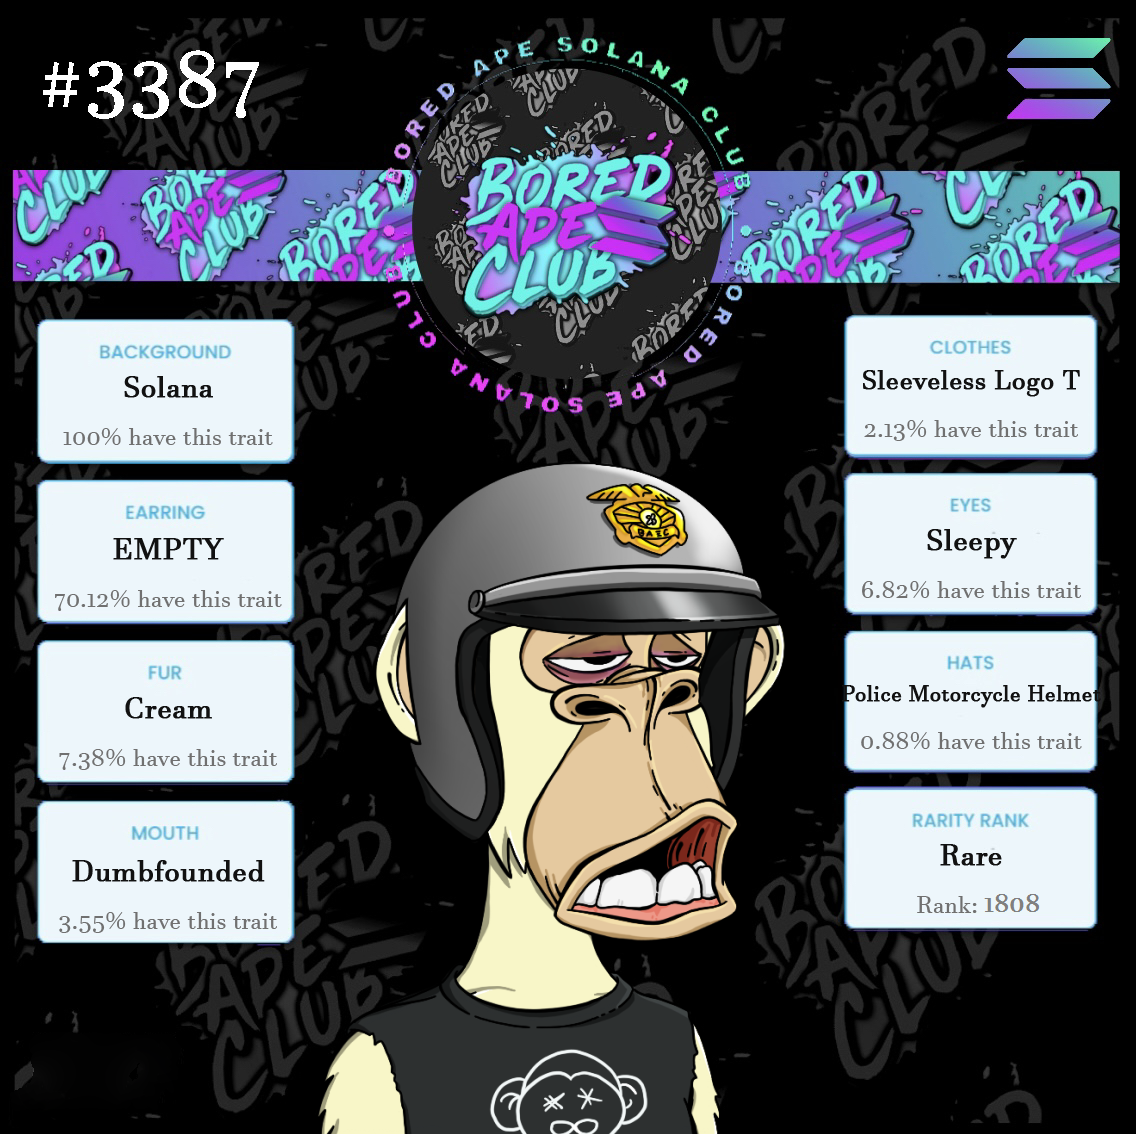 #3387
BORED APE SOLANA CLUB
BORED
APE
CLUB
BORED APE SOLANA CLUB
BACKGROUND
Solana
100% have this trait
EARRING
EMPTY
70.12% have this trait
FUR
Cream
7.38% have this trait
MOUTH
Dumbfounded
3.55% have this trait
CLOTHES
Sleeveless Logo T
2.13% have this trait
EYES
Sleepy
6.82% have this trait
HATS
Police Motorcycle Helmet
0.88% have this trait
RARITY RANK
Rare
Rank: 1808